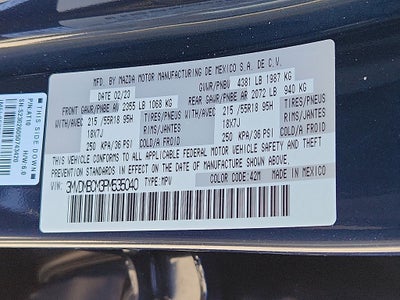 MFD. BY MAZDA MOTOR MANUFACTURING DE MEXICO S.A. DE C.V.
DATE 02/23
GVWR/PNBV 4381 LB 1987 KG
FRONT GAWR/PNBE AV 2355 LB 1068 KG
REAR GAWR/PNBE AR 2072 LB 940 KG
WITH/AVEC 215/55R18 95H TIRES/PNEUS WITH/AVEC 215/55R18 95H TIRES/PNEUS
18X7J RIMS/JANTES 18X7J RIMS/JANTES
250 KPA/36 PSI COLD/A FROID 250 KPA/36 PSI COLD/A FROID
THIS VEHICLE CONFORMS TO ALL APPLICABLE FEDERAL MOTOR VEHICLE SAFETY AND THEFT
PREVENTION STANDARDS IN EFFECT ON THE DATE OF MANUFACTURE SHOWN ABOVE.
VIN: TYPE:MPV
COLOR CODE:42M MADE IN MEXICO
THIS SIDE DOWN